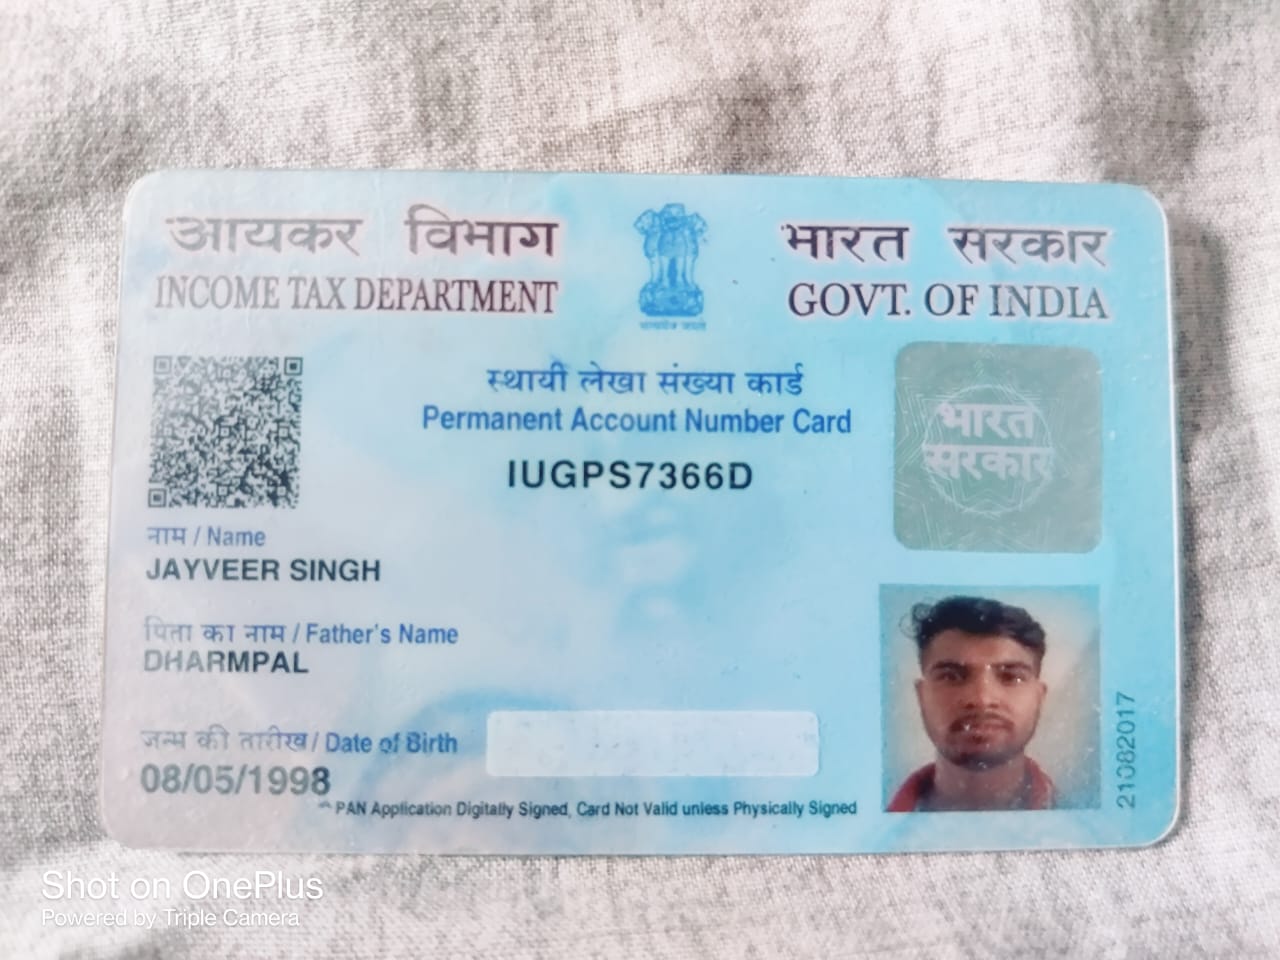 आयकर विभाग
INCOME TAX DEPARTMENT
भारत सरकार
GOVT. OF INDIA
सत्यमेव जयते
स्थायी लेखा संख्या कार्ड
Permanent Account Number Card
IUGPS7366D
भारत
सरकार
नाम / Name
JAYVEER SINGH
पिता का नाम / Father's Name
DHARMPAL
जन्म की तारीख / Date of Birth
08/05/1998
PAN Application Digitally Signed, Card Not Valid unless Physically Signed
21082017
Shot on OnePlus
Powered by Triple Camera